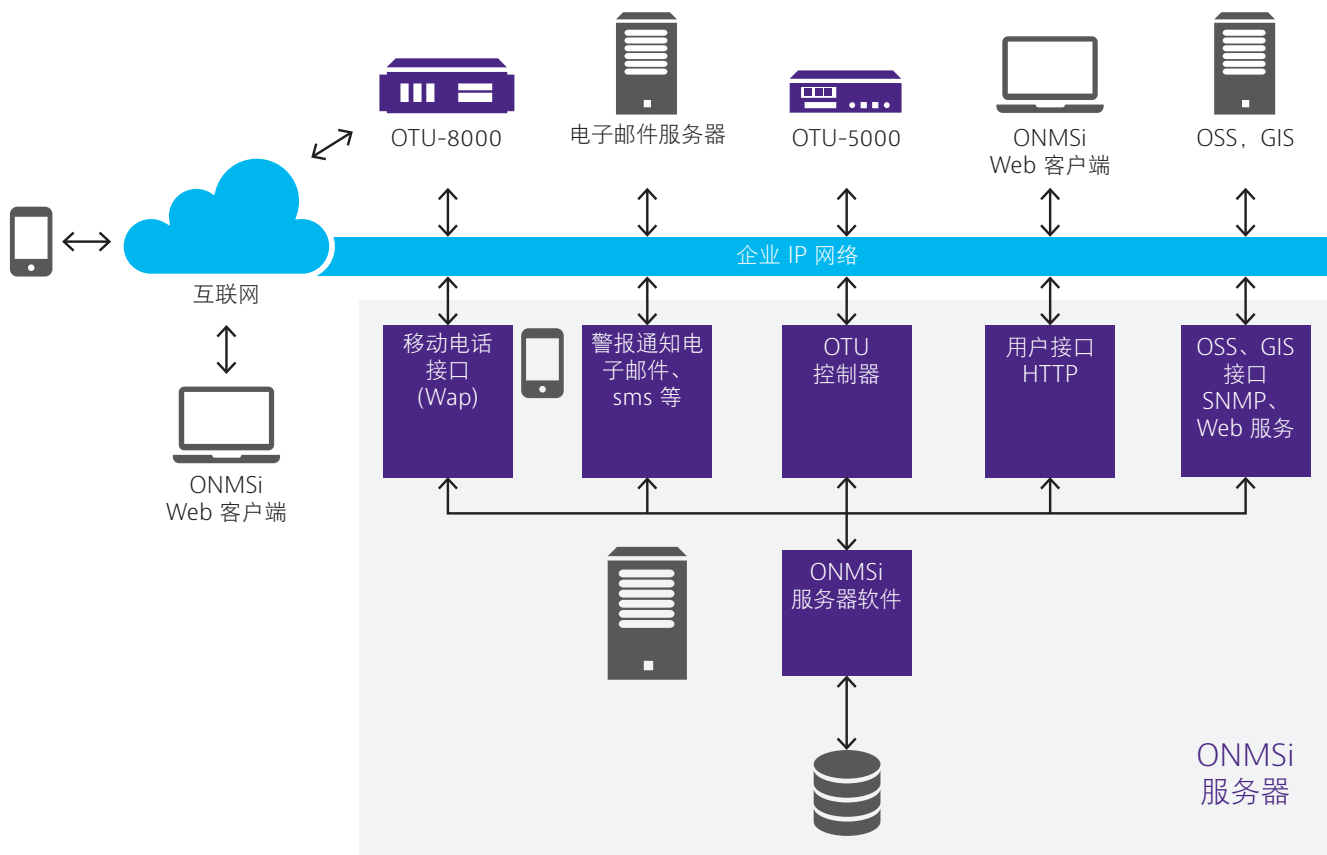 OTU-8000
电子邮件服务器
OTU-5000
ONMSi
Web 客户端
OSS，GIS
企业 IP 网络
互联网
ONMSi
Web 客户端
移动电话
接口
(Wap)
警报通知电
子邮件、
sms 等
OTU
控制器
用户接口
HTTP
OSS、GIS
接口
SNMP、
Web 服务
ONMSi
服务器软件
ONMSi
服务器